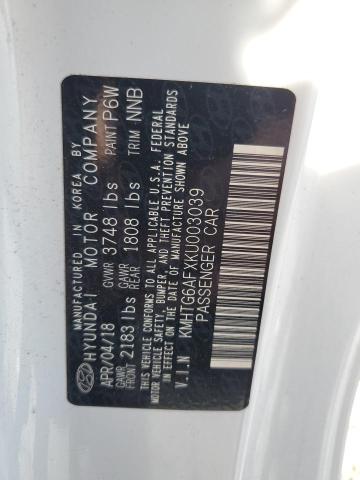 MANUFACTURED IN KOREA BY
HYUNDAI MOTOR COMPANY
APR/04/18 GVWR 3748 lbs PAINT P6W
GAWR FRONT 2183 lbs GAWR REAR 1808 lbs TRIM NNB
THIS VEHICLE CONFORMS TO ALL APPLICABLE U.S.A. FEDERAL
MOTOR VEHICLE SAFETY, BUMPER, AND THEFT PREVENTION STANDARDS
IN EFFECT ON THE DATE OF MANUFACTURE SHOWN ABOVE.
V.I.N KMHTG6AFXKU003039
PASSENGER CAR